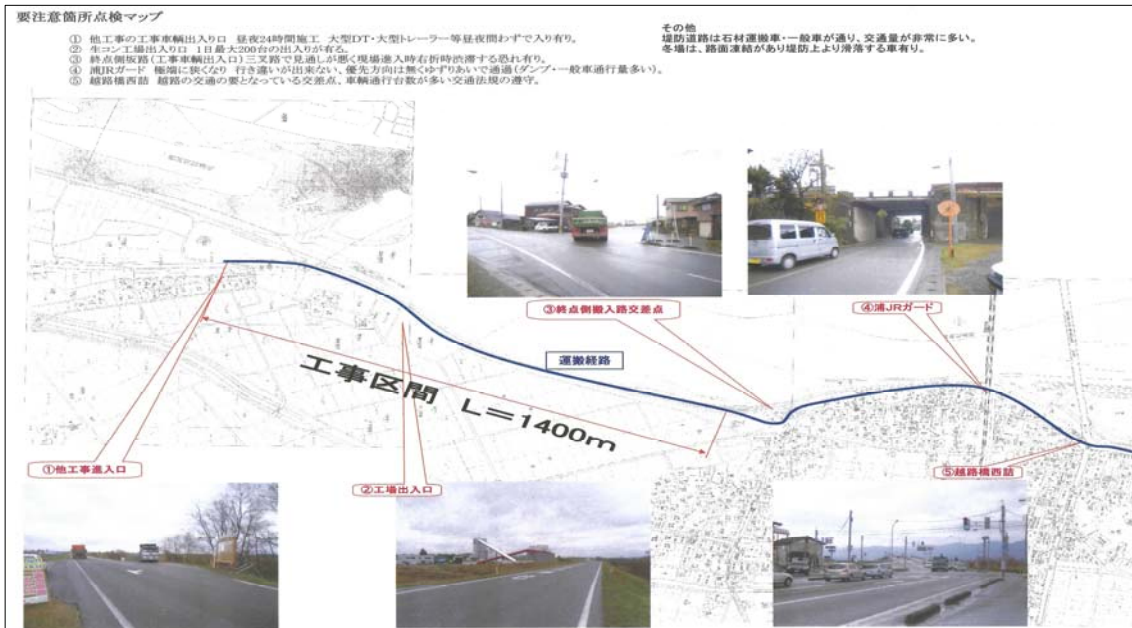 要注意箇所点検マップ
① 他工事の工事車輌出入り口 昼夜24時間施工 大型DT・大型トレーラー等昼夜問わずで入り有り。
② 生コン工場出入り口 1日最大200台の出入りが有る。
③ 終点側坂路(工事車輌出入口)三叉路で見通しが悪く現場進入時右折時渋滞する恐れ有り。
④ 浦JRガード 極端に狭くなり 行き違いが出来ない、優先方向は無くゆずりあいで通過(ダンプ・一般車通行量多い)。
⑤ 越路橋西詰 越路の交通の要となっている交差点、車輌通行台数が多い交通法規の遵守。
その他
堤防道路は石材運搬車・一般車が通り、交通量が非常に多い。
冬場は、路面凍結があり堤防上より滑落する車有り。
③終点側搬入路交差点
④浦JRガード
運搬経路
工事区間 L=1400m
①他工事進入口
②工場出入口
⑤越路橋西詰